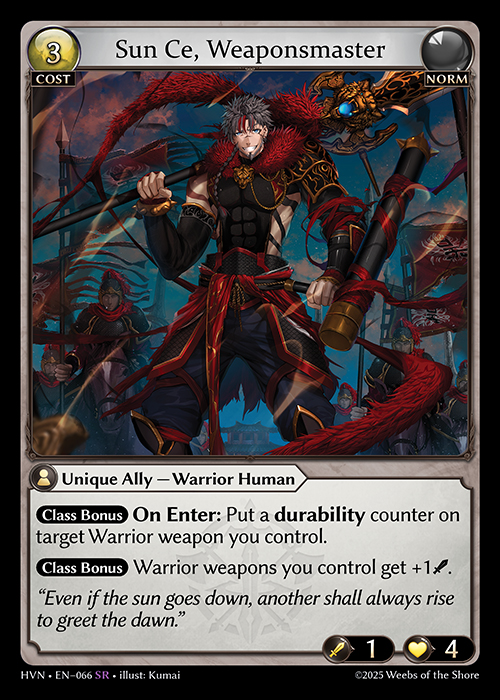 3
Sun Ce, Weaponsmaster
COST
NORM
Unique Ally — Warrior Human
Class Bonus On Enter: Put a durability counter on
target Warrior weapon you control.
Class Bonus Warrior weapons you control get +1.
“Even if the sun goes down, another shall always rise
to greet the dawn.”
1
4
HVN • EN-066 SR • illust: Kumai
©2025 Weebs of the Shore